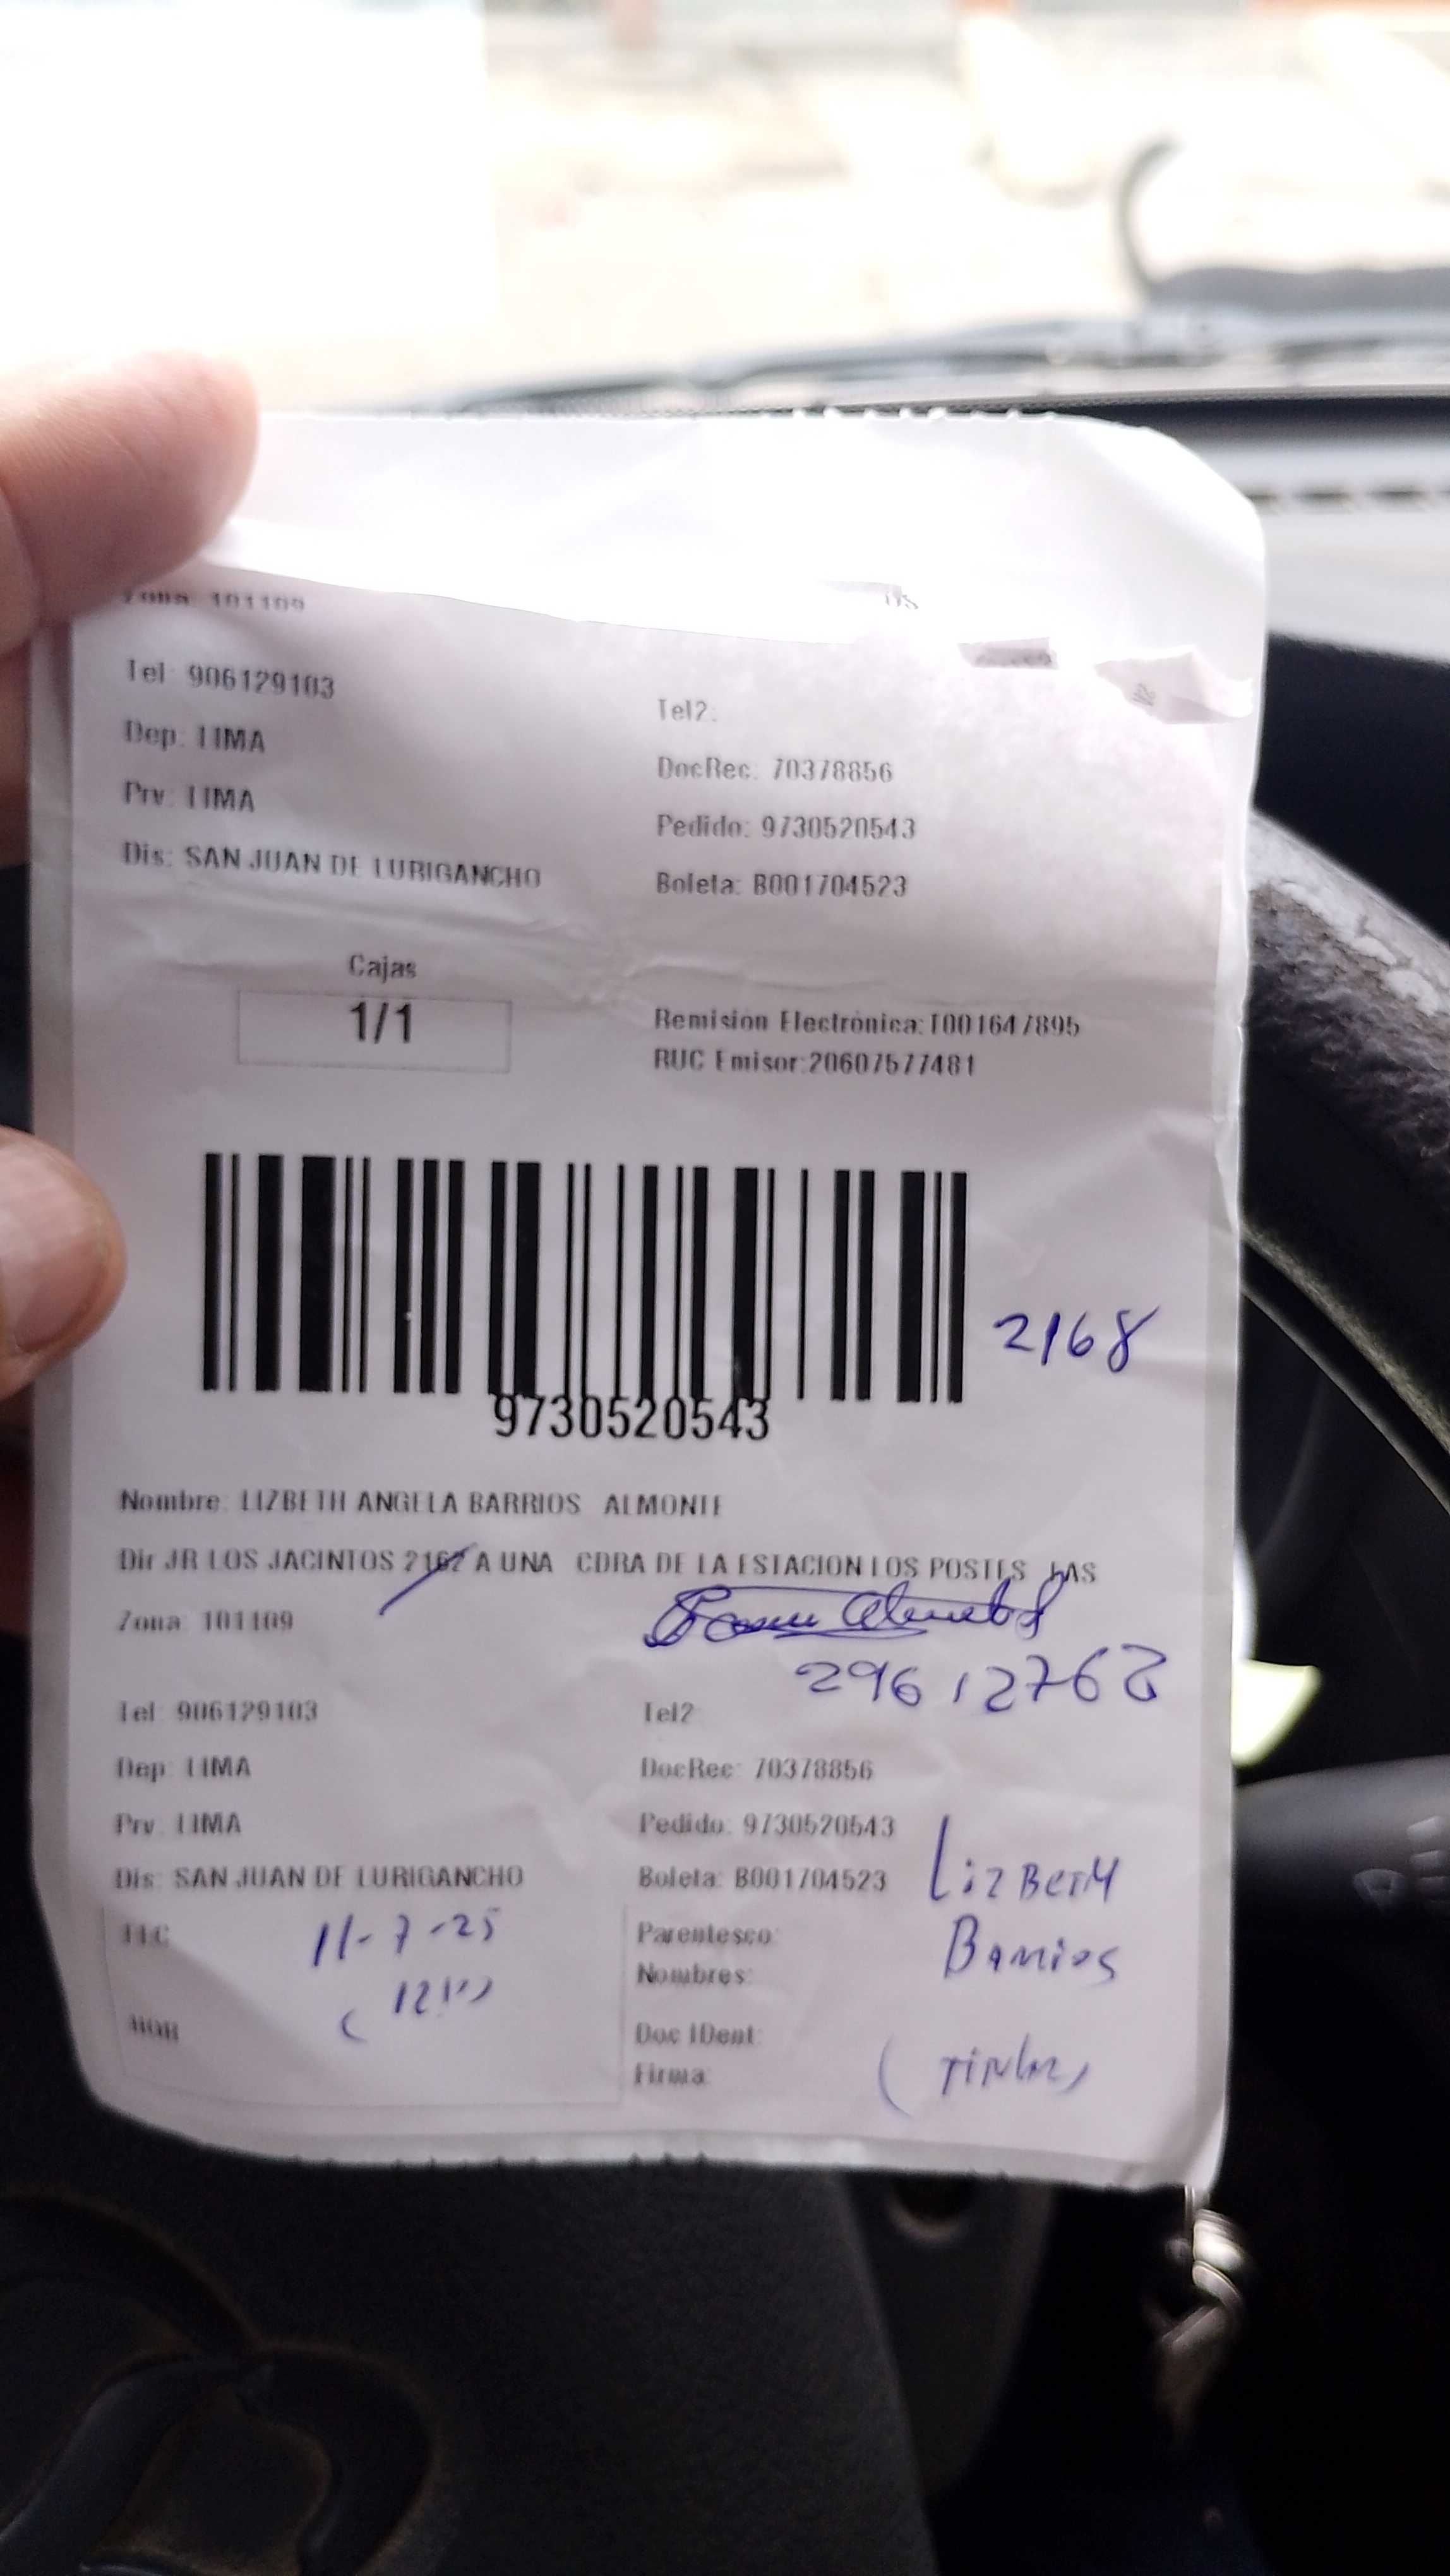 Zona: 101109
Tel: 906129103
Tel2:
Dep: LIMA
DocRec: 70378856
Prv: LIMA
Pedido: 9730520543
Dis: SAN JUAN DE LURIGANCHO
Boleta: B001704523
Cajas
1/1
Remisión Electrónica:T001647895
RUC Emisor:20607577481
2168
9730520543
Nombre: LIZBETH ANGELA BARRIOS ALMONTE
Dir JR LOS JACINTOS 2162 A UNA CDRA DE LA ESTACION LOS POSTES LAS
Zona: 101109
29612762
Tel: 906129103
Tel2
Dep: LIMA
DocRec: 70378856
Prv: LIMA
Pedido: 9730520543
Dis: SAN JUAN DE LURIGANCHO
Boleta: B001704523
LizBetH
Barrios
11-7-25
Parentesco:
Nombres:
Doc IDent:
Firma: